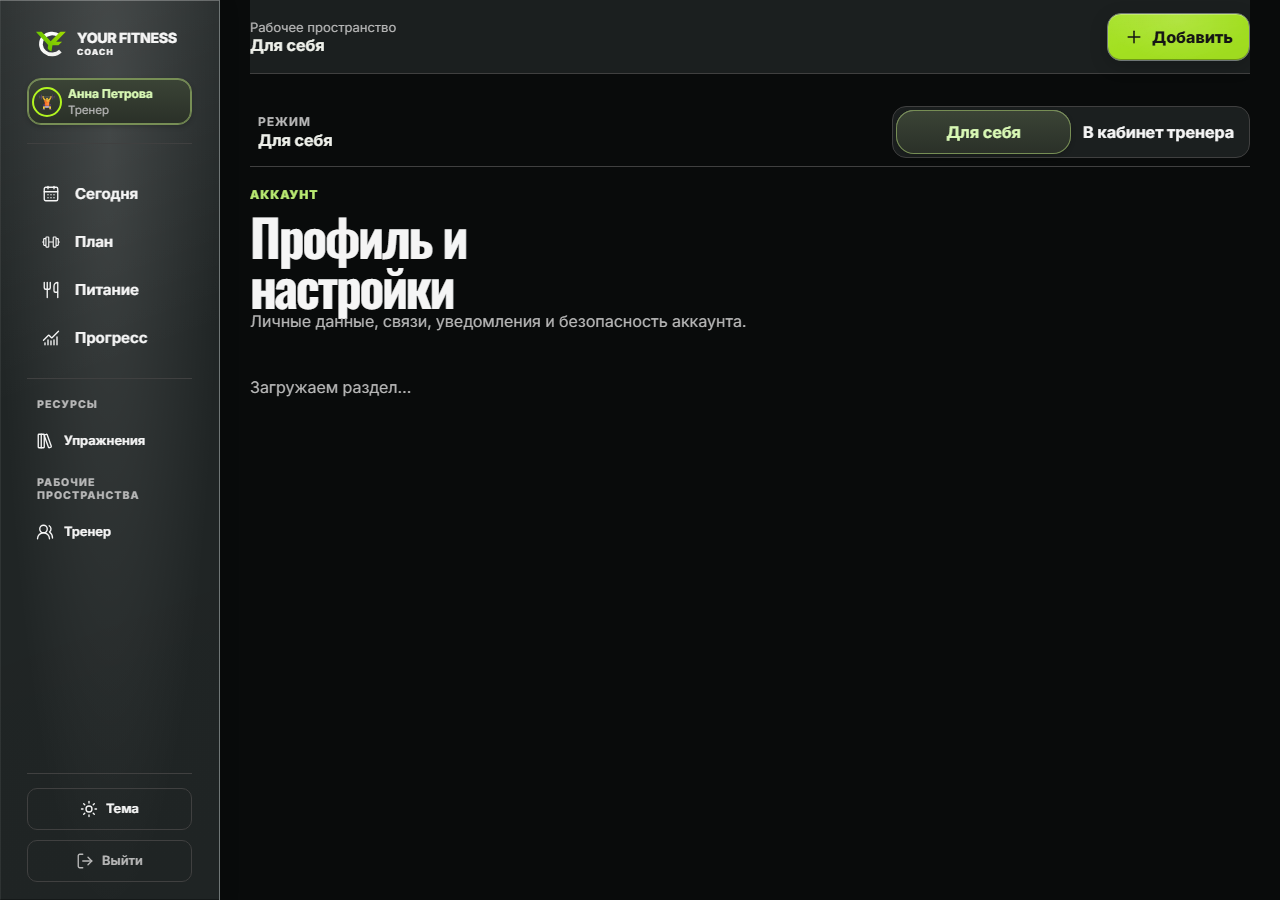 YOUR FITNESS
COACH
Анна Петрова
Тренер
Сегодня
План
Питание
Прогресс
РЕСУРСЫ
Упражнения
РАБОЧИЕ
ПРОСТРАНСТВА
Тренер
Тема
Выйти
Рабочее пространство
Для себя
Добавить
РЕЖИМ
Для себя
Для себя
В кабинет тренера
АККАУНТ
Профиль и
настройки
Личные данные, связи, уведомления и безопасность аккаунта.
Загружаем раздел...